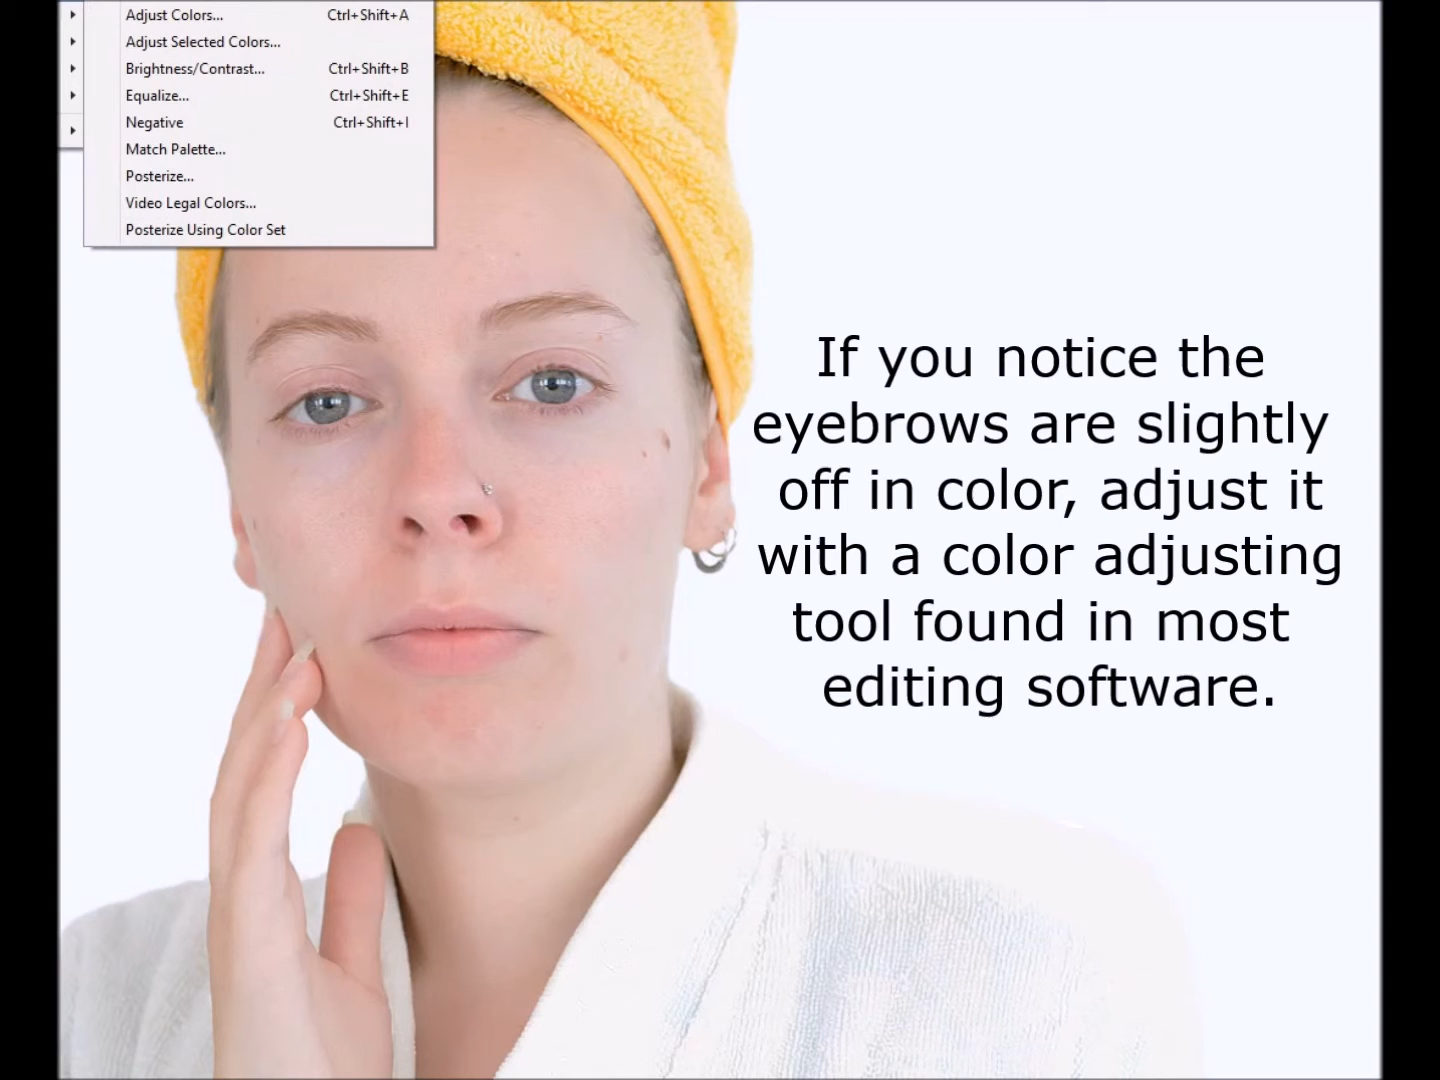 Adjust Colors... Ctrl+Shift+A
Adjust Selected Colors...
Brightness/Contrast... Ctrl+Shift+B
Equalize... Ctrl+Shift+E
Negative Ctrl+Shift+I
Match Palette...
Posterize...
Video Legal Colors...
Posterize Using Color Set
If you notice the
eyebrows are slightly
off in color, adjust it
with a color adjusting
tool found in most
editing software.